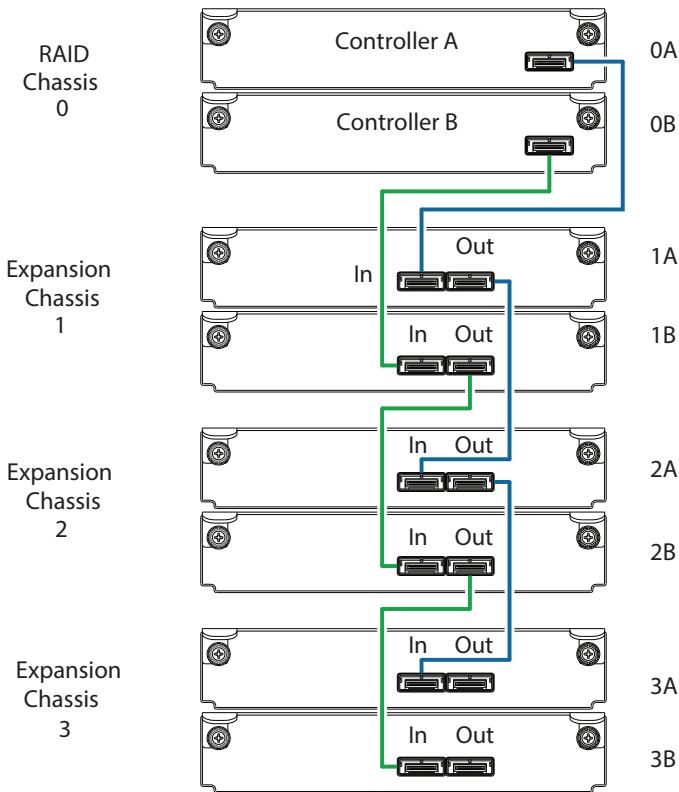 RAID
Chassis
0
Controller A
0A
Controller B
0B
Expansion
Chassis
1
In
Out
1A
In Out
1B
Expansion
Chassis
2
In Out
2A
In Out
2B
Expansion
Chassis
3
In Out
3A
In Out
3B